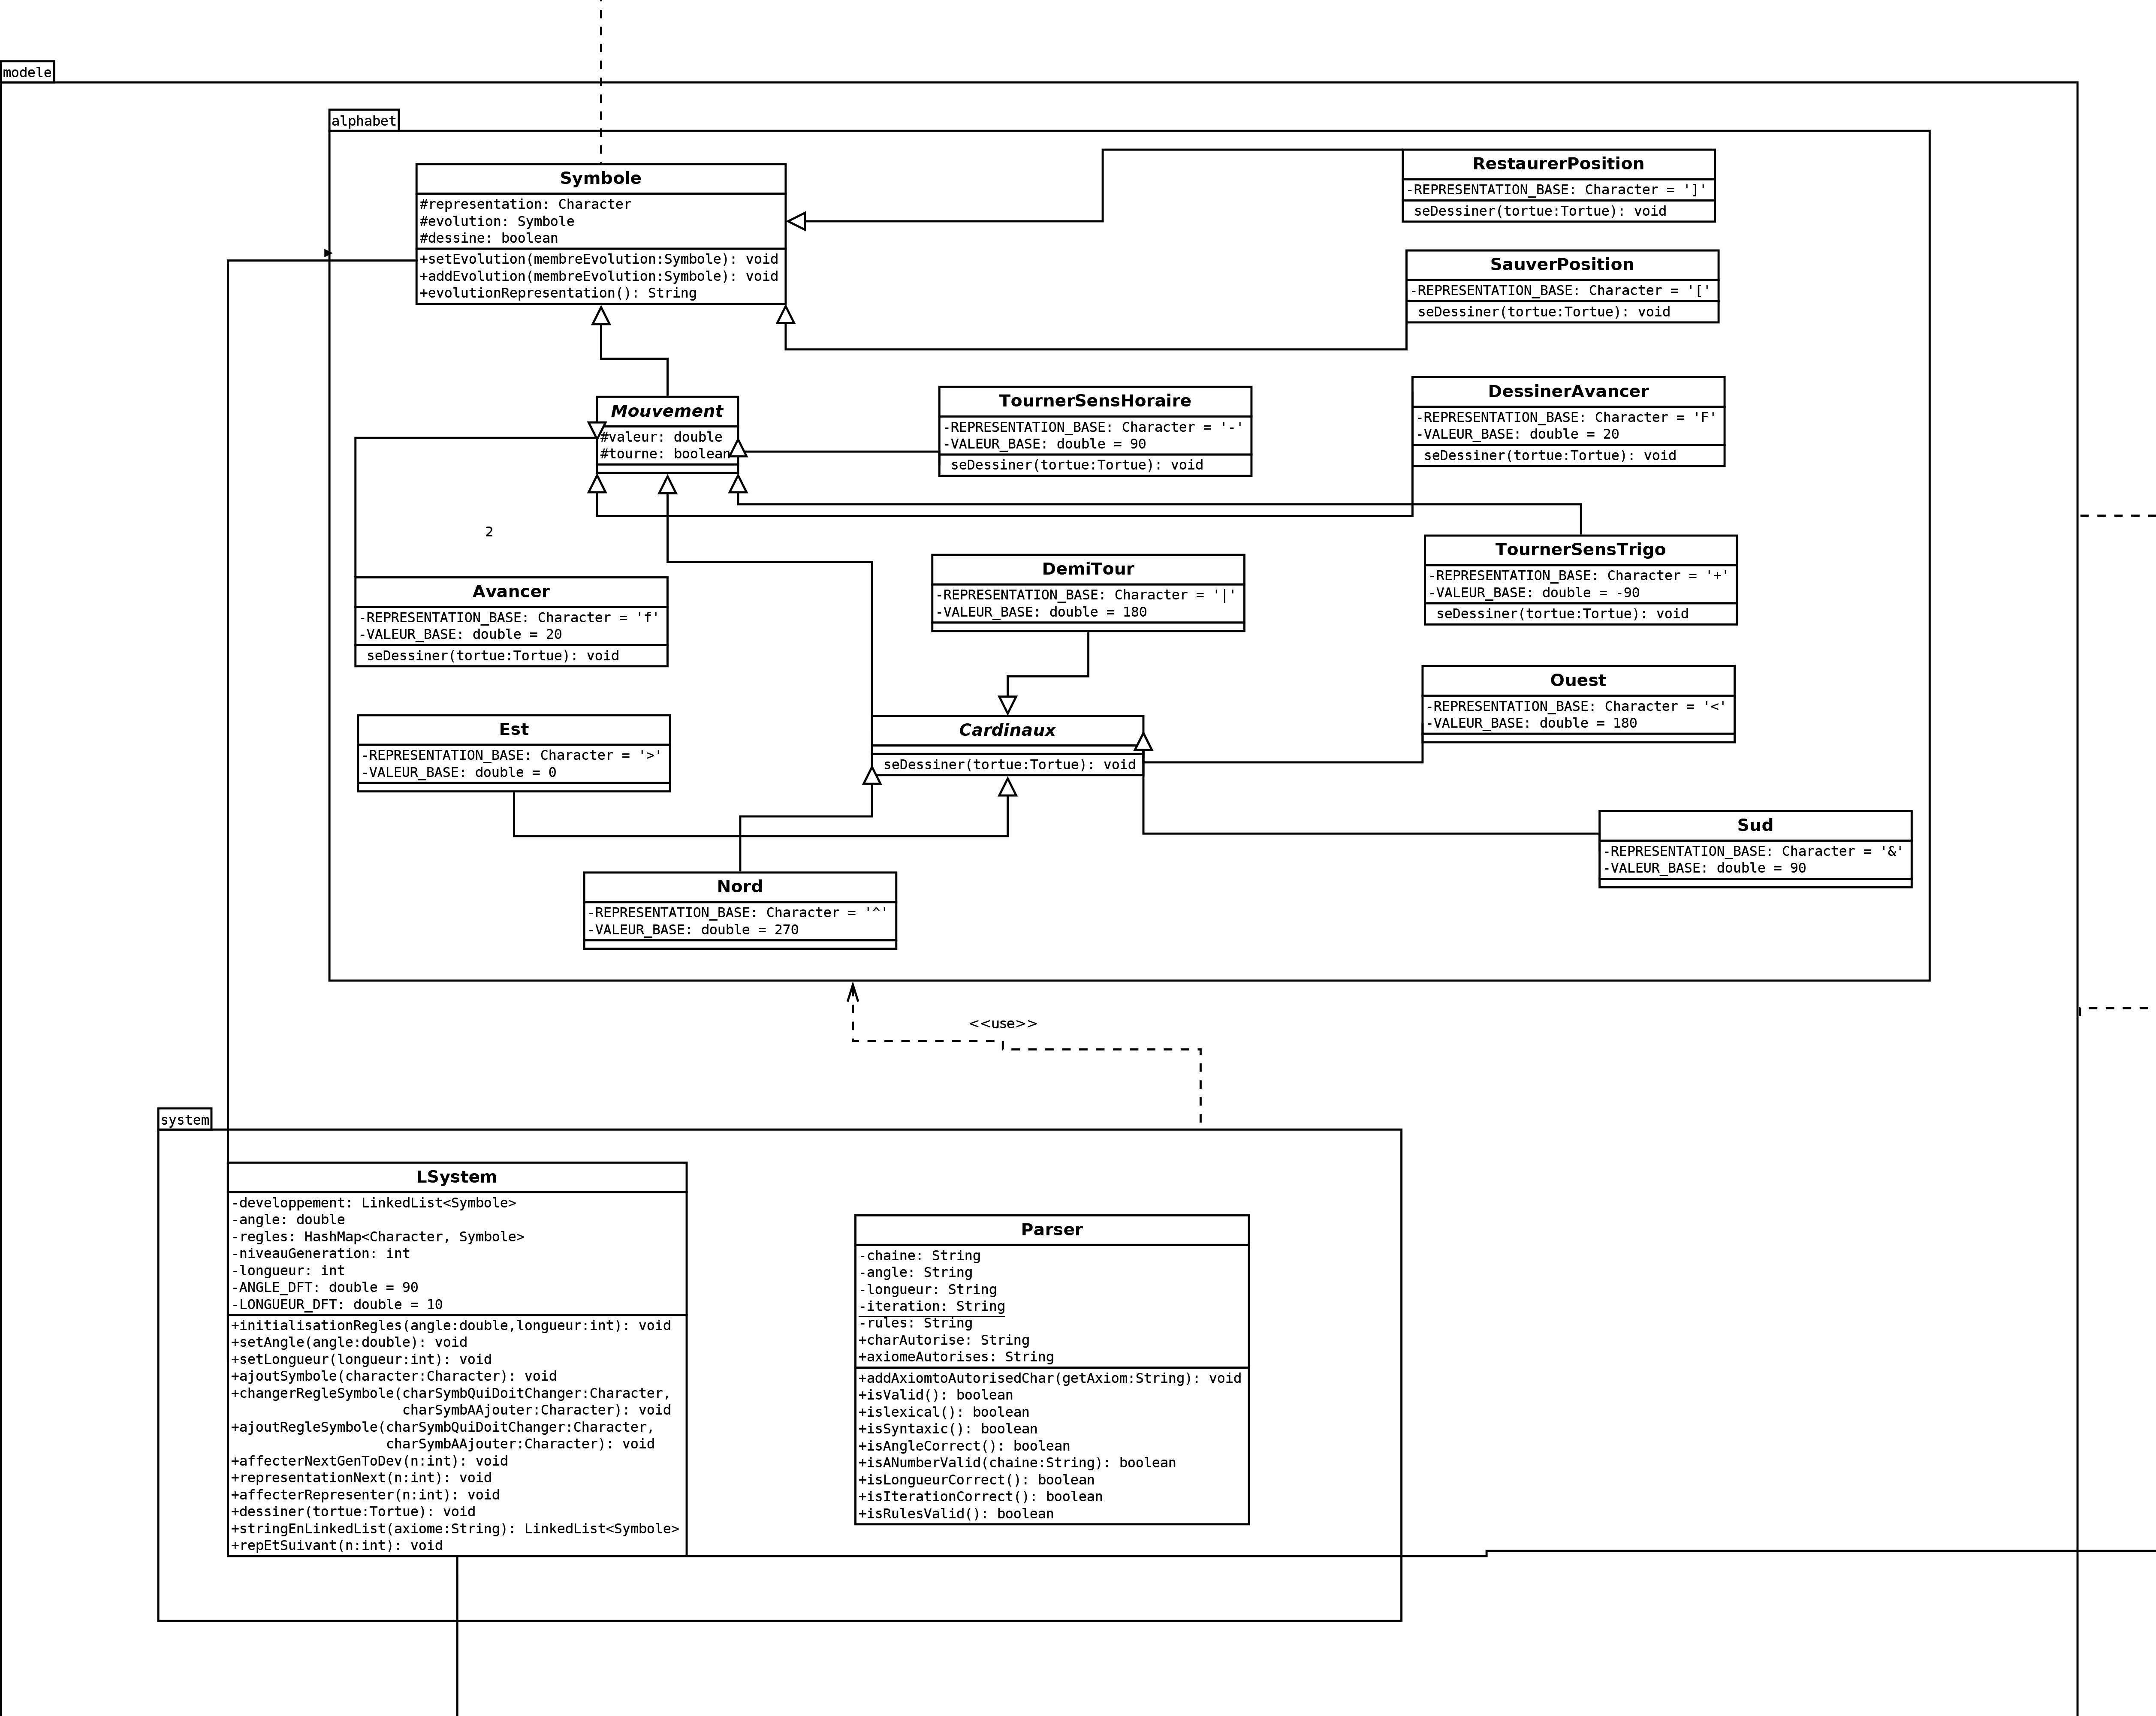 modele
alphabet
Symbole
#representation: Character
#evolution: Symbole
#dessine: boolean
+setEvolution(membreEvolution:Symbole): void
+addEvolution(membreEvolution:Symbole): void
+evolutionRepresentation(): String
RestaurerPosition
-REPRESENTATION_BASE: Character = ']'
seDessiner(tortue:Tortue): void
SauverPosition
-REPRESENTATION_BASE: Character = '['
seDessiner(tortue:Tortue): void
Mouvement
#valeur: double
#tourne: boolean
TournerSensHoraire
-REPRESENTATION_BASE: Character = '-'
-VALEUR_BASE: double = 90
seDessiner(tortue:Tortue): void
DessinerAvancer
-REPRESENTATION_BASE: Character = 'F'
-VALEUR_BASE: double = 20
seDessiner(tortue:Tortue): void
2
Avancer
-REPRESENTATION_BASE: Character = 'f'
-VALEUR_BASE: double = 20
seDessiner(tortue:Tortue): void
DemiTour
-REPRESENTATION_BASE: Character = '|'
-VALEUR_BASE: double = 180
TournerSensTrigo
-REPRESENTATION_BASE: Character = '+'
-VALEUR_BASE: double = -90
seDessiner(tortue:Tortue): void
Est
-REPRESENTATION_BASE: Character = '>'
-VALEUR_BASE: double = 0
Cardinaux
seDessiner(tortue:Tortue): void
Ouest
-REPRESENTATION_BASE: Character = '<'
-VALEUR_BASE: double = 180
Nord
-REPRESENTATION_BASE: Character = '^'
-VALEUR_BASE: double = 270
Sud
-REPRESENTATION_BASE: Character = '&'
-VALEUR_BASE: double = 90
<<use>>
system
LSystem
-developpement: LinkedList<Symbole>
-angle: double
-regles: HashMap<Character, Symbole>
-niveauGeneration: int
-longueur: int
-ANGLE_DFT: double = 90
-LONGUEUR_DFT: double = 10
+initialisationRegles(angle:double,longueur:int): void
+setAngle(angle:double): void
+setLongueur(longueur:int): void
+ajoutSymbole(character:Character): void
+changerRegleSymbole(charSymbQuiDoitChanger:Character,
charSymbAAjouter:Character): void
+ajoutRegleSymbole(charSymbQuiDoitChanger:Character,
charSymbAAjouter:Character): void
+affecterNextGenToDev(n:int): void
+representationNext(n:int): void
+affecterRepresenter(n:int): void
+dessiner(tortue:Tortue): void
+stringEnLinkedList(axiome:String): LinkedList<Symbole>
+repEtSuivant(n:int): void
Parser
-chaine: String
-angle: String
-longueur: String
-iteration: String
-rules: String
+charAutorise: String
+axiomeAutorises: String
+addAxiomtoAutorisedChar(getAxiom:String): void
+isValid(): boolean
+islexical(): boolean
+isSyntaxic(): boolean
+isAngleCorrect(): boolean
+isANumberValid(chaine:String): boolean
+isLongueurCorrect(): boolean
+isIterationCorrect(): boolean
+isRulesValid(): boolean